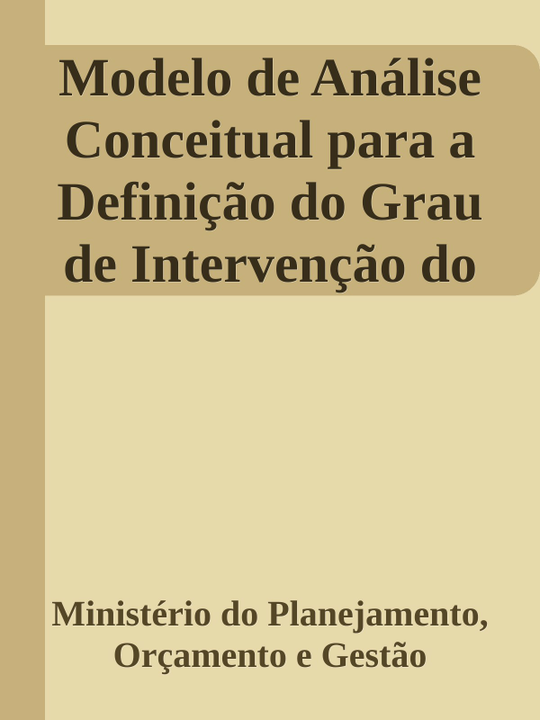 Modelo de Análise
Conceitual para a
Definição do Grau
de Intervenção do
Ministério do Planejamento,
Orçamento e Gestão